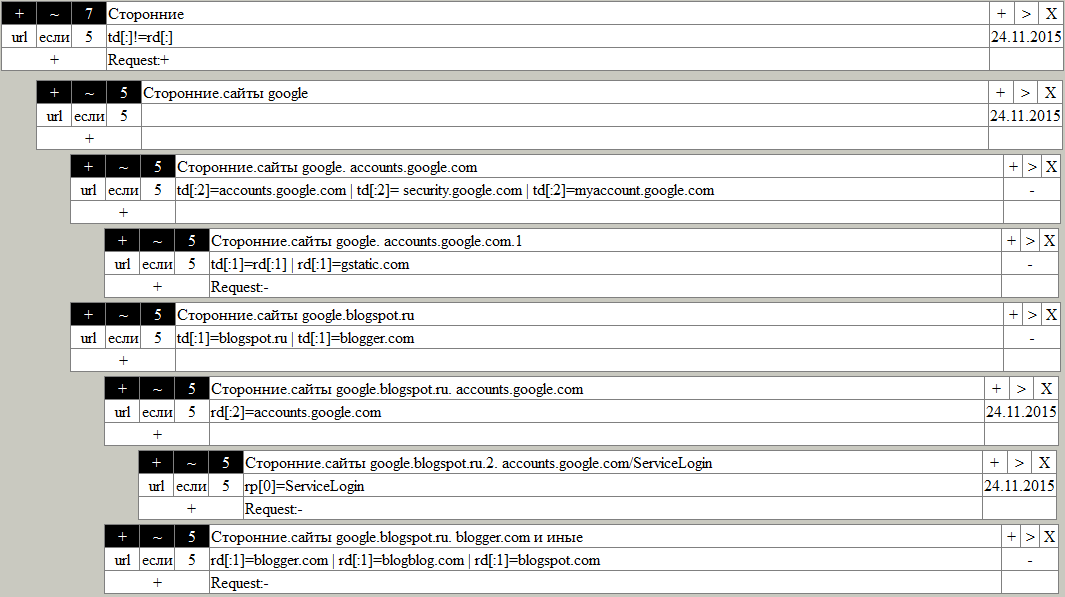 + ~ 7 Сторонние + > X
url если 5 td[:]!=rd[:] 24.11.2015
+ Request:+
+ ~ 5 Сторонние.сайты google + > X
url если 5 24.11.2015
+
+ ~ 5 Сторонние.сайты google. accounts.google.com + > X
url если 5 td[:2]=accounts.google.com | td[:2]= security.google.com | td[:2]=myaccount.google.com -
+
+ ~ 5 Сторонние.сайты google. accounts.google.com.1 + > X
url если 5 td[:1]=rd[:1] | rd[:1]=gstatic.com -
+ Request:-
+ ~ 5 Сторонние.сайты google.blogspot.ru + > X
url если 5 td[:1]=blogspot.ru | td[:1]=blogger.com -
+
+ ~ 5 Сторонние.сайты google.blogspot.ru. accounts.google.com + > X
url если 5 rd[:2]=accounts.google.com 24.11.2015
+
+ ~ 5 Сторонние.сайты google.blogspot.ru.2. accounts.google.com/ServiceLogin + > X
url если 5 rp[0]=ServiceLogin 24.11.2015
+ Request:-
+ ~ 5 Сторонние.сайты google.blogspot.ru. blogger.com и иные + > X
url если 5 rd[:1]=blogger.com | rd[:1]=blogblog.com | rd[:1]=blogspot.com -
+ Request:-